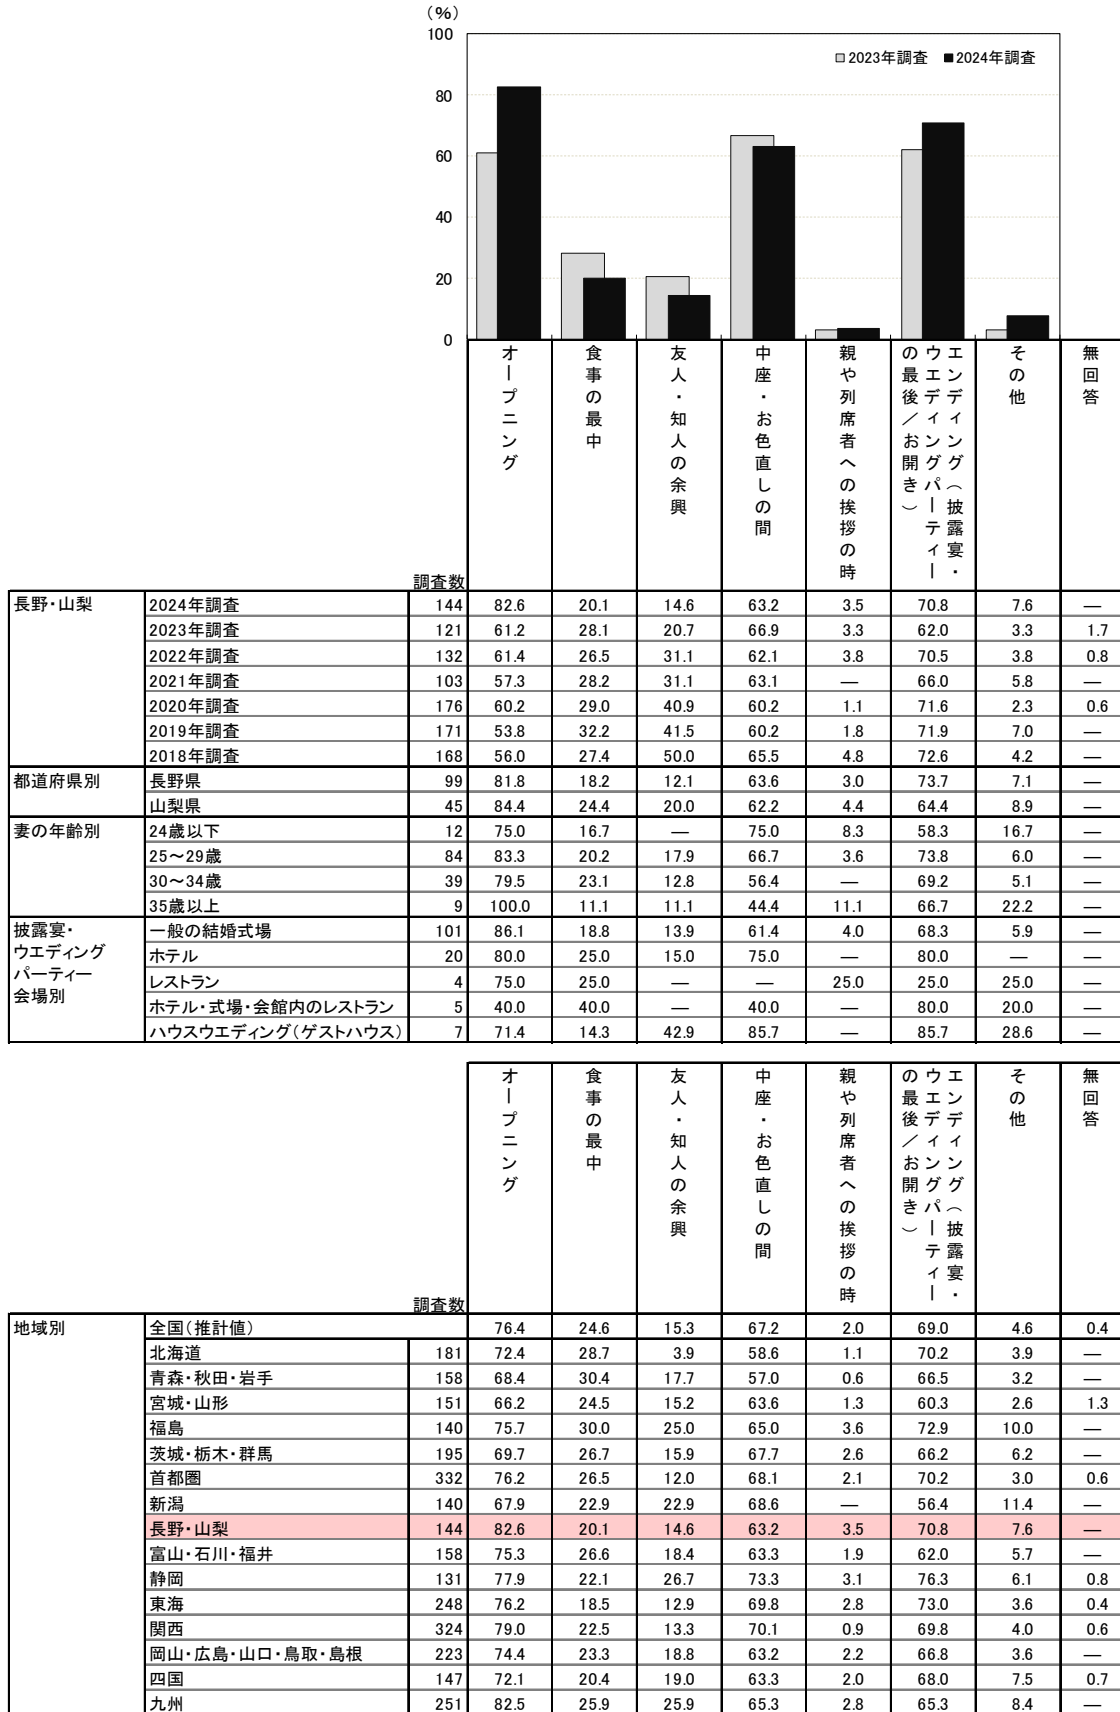 (%)
100
80
60
40
20
0
□2023年調査 ■2024年調査
オープニング
食事の最中
友人・知人の余興
中座・お色直しの間
親や列席者への挨拶の時
エンディング（披露宴・
ウエディングパーティー
の最後／お開き）
その他
無回答
調査数
長野・山梨 2024年調査 144 82.6 20.1 14.6 63.2 3.5 70.8 7.6 —
2023年調査 121 61.2 28.1 20.7 66.9 3.3 62.0 3.3 1.7
2022年調査 132 61.4 26.5 31.1 62.1 3.8 70.5 3.8 0.8
2021年調査 103 57.3 28.2 31.1 63.1 — 66.0 5.8 —
2020年調査 176 60.2 29.0 40.9 60.2 1.1 71.6 2.3 0.6
2019年調査 171 53.8 32.2 41.5 60.2 1.8 71.9 7.0 —
2018年調査 168 56.0 27.4 50.0 65.5 4.8 72.6 4.2 —
都道府県別 長野県 99 81.8 18.2 12.1 63.6 3.0 73.7 7.1 —
山梨県 45 84.4 24.4 20.0 62.2 4.4 64.4 8.9 —
妻の年齢別 24歳以下 12 75.0 16.7 — 75.0 8.3 58.3 16.7 —
25～29歳 84 83.3 20.2 17.9 66.7 3.6 73.8 6.0 —
30～34歳 39 79.5 23.1 12.8 56.4 — 69.2 5.1 —
35歳以上 9 100.0 11.1 11.1 44.4 11.1 66.7 22.2 —
披露宴・
ウエディング
パーティー
会場別
一般の結婚式場 101 86.1 18.8 13.9 61.4 4.0 68.3 5.9 —
ホテル 20 80.0 25.0 15.0 75.0 — 80.0 — —
レストラン 4 75.0 25.0 — — 25.0 25.0 25.0 —
ホテル・式場・会館内のレストラン 5 40.0 40.0 — 40.0 — 80.0 20.0 —
ハウスウエディング（ゲストハウス） 7 71.4 14.3 42.9 85.7 — 85.7 28.6 —
オープニング
食事の最中
友人・知人の余興
中座・お色直しの間
親や列席者への挨拶の時
エンディング（披露宴・
ウエディングパーティー
の最後／お開き）
その他
無回答
調査数
地域別 全国（推計値） 76.4 24.6 15.3 67.2 2.0 69.0 4.6 0.4
北海道 181 72.4 28.7 3.9 58.6 1.1 70.2 3.9 —
青森・秋田・岩手 158 68.4 30.4 17.7 57.0 0.6 66.5 3.2 —
宮城・山形 151 66.2 24.5 15.2 63.6 1.3 60.3 2.6 1.3
福島 140 75.7 30.0 25.0 65.0 3.6 72.9 10.0 —
茨城・栃木・群馬 195 69.7 26.7 15.9 67.7 2.6 66.2 6.2 —
首都圏 332 76.2 26.5 12.0 68.1 2.1 70.2 3.0 0.6
新潟 140 67.9 22.9 22.9 68.6 — 56.4 11.4 —
長野・山梨 144 82.6 20.1 14.6 63.2 3.5 70.8 7.6 —
富山・石川・福井 158 75.3 26.6 18.4 63.3 1.9 62.0 5.7 —
静岡 131 77.9 22.1 26.7 73.3 3.1 76.3 6.1 0.8
東海 248 76.2 18.5 12.9 69.8 2.8 73.0 3.6 0.4
関西 324 79.0 22.5 13.3 70.1 0.9 69.8 4.0 0.6
岡山・広島・山口・鳥取・島根 223 74.4 23.3 18.8 63.2 2.2 66.8 3.6 —
四国 147 72.1 20.4 19.0 63.3 2.0 68.0 7.5 0.7
九州 251 82.5 25.9 25.9 65.3 2.8 65.3 8.4 —